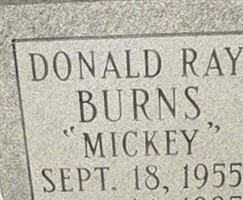 DONALD RAY
BURNS
"MICKEY"
SEPT. 18, 1955